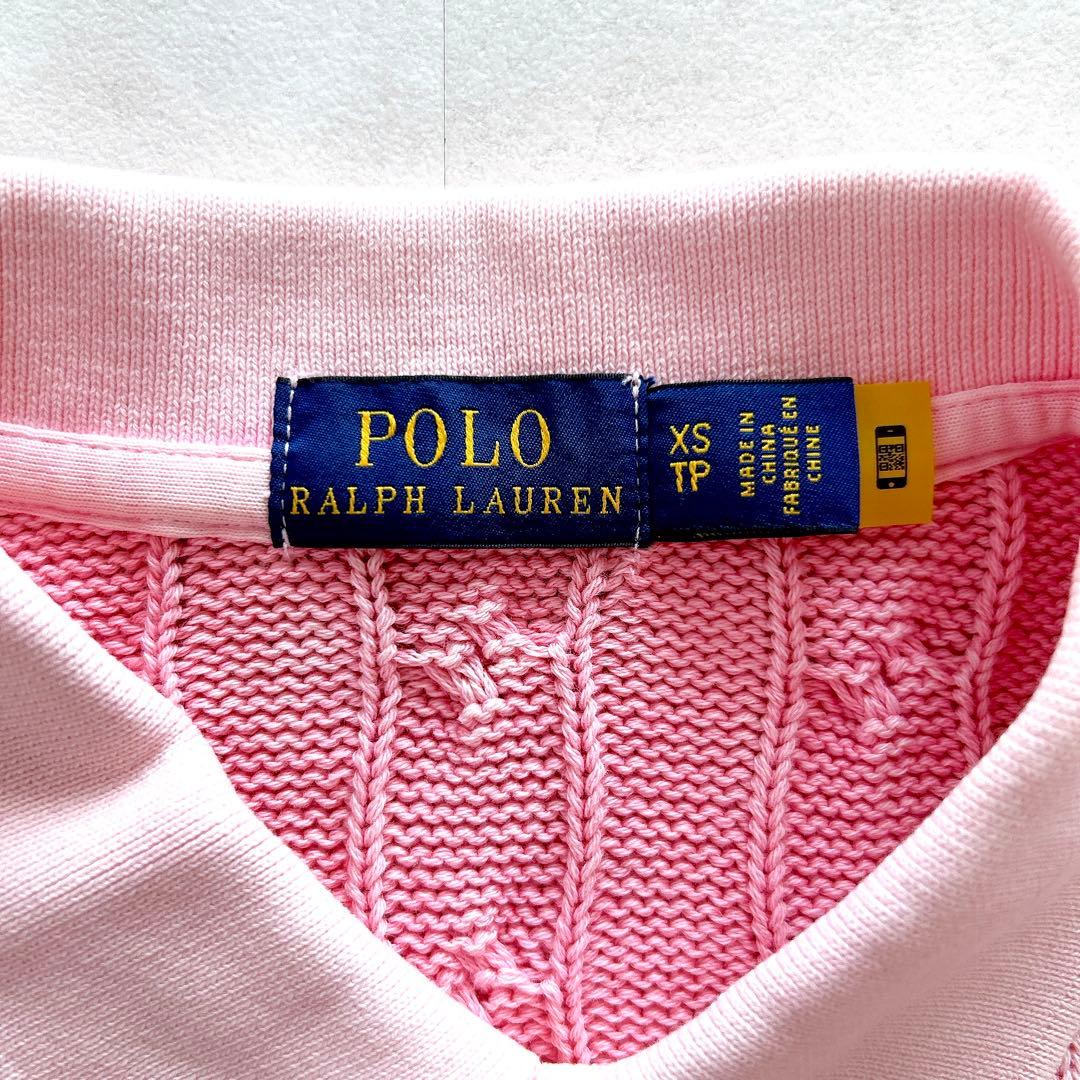 POLO
RALPH LAUREN
XS
TP
MADE IN
CHINA
FABRIQUÉ EN
CHINE